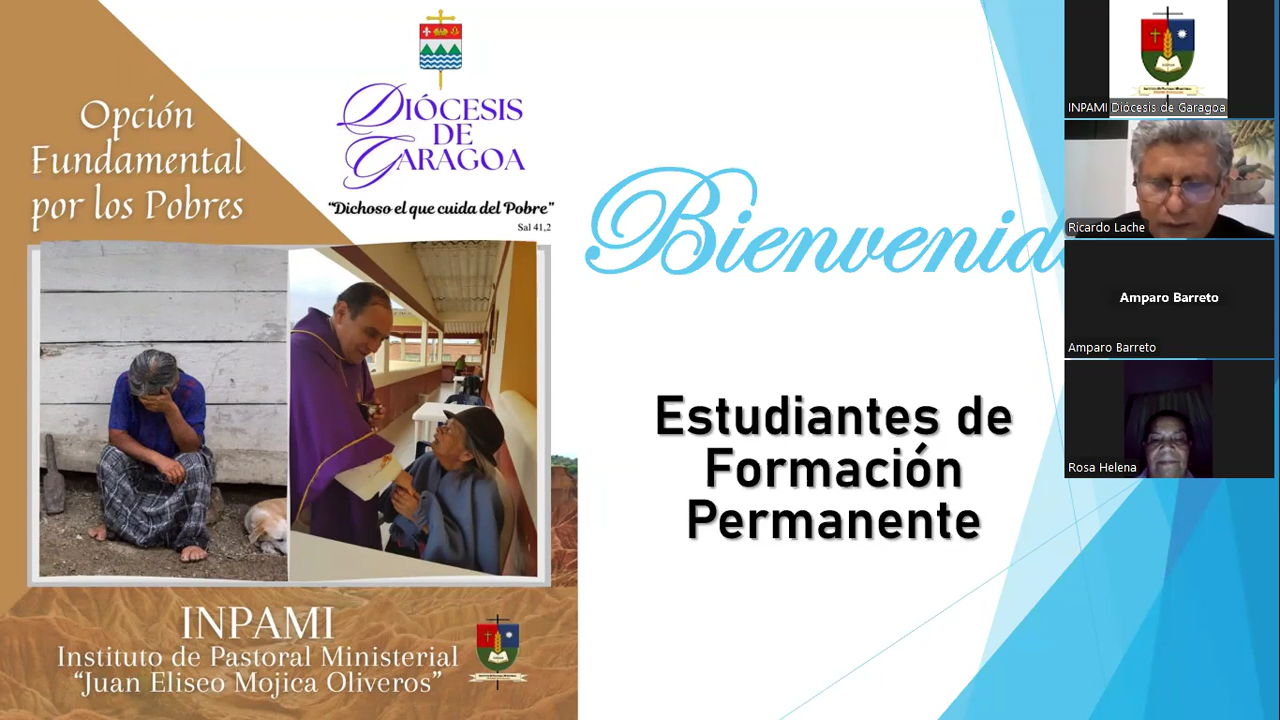 Opción
Fundamental
por los Pobres
DIÓCESIS
DE
GARAGOA
“Dichoso el que cuida del Pobre”
Sal 41,2
INPAMI
Instituto de Pastoral Ministerial
“Juan Eliseo Mojica Oliveros”
Bienvenid
Estudiantes de
Formación
Permanente
INPAMI Diócesis de Garagoa
Ricardo Lache
Amparo Barreto
Amparo Barreto
Rosa Helena